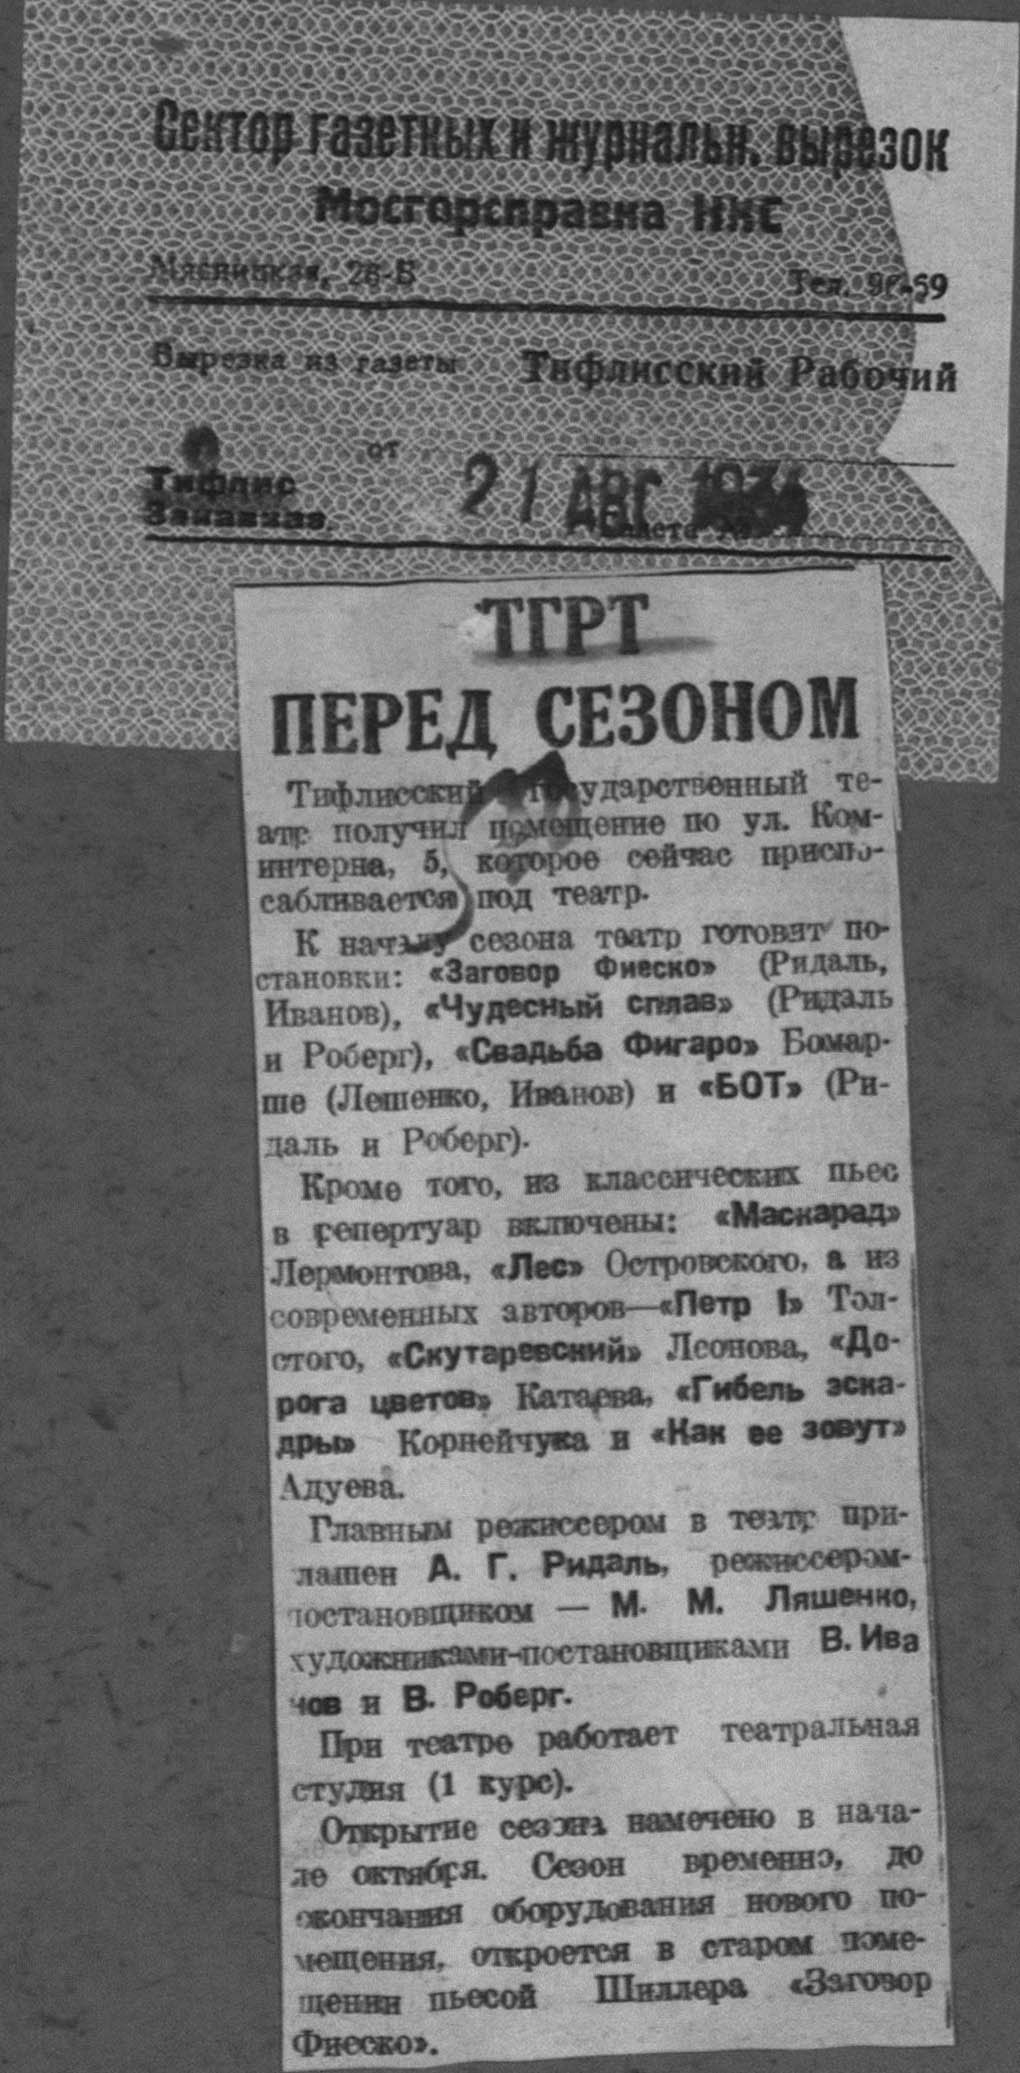 Сектор газетных и журнальн. вырезок
Мосгорсправка НКС
Мясницкая, 26-Б Тел. 96-69
Вырезка из газеты Тифлисский Рабочий
от
Тифлис
Закавказ
21 АВГ 1934
Газета
ТГРТ
ПЕРЕД СЕЗОНОМ
Тифлисский государственный те-
атр получил помещение по ул. Ком-
интерна, 5, которое сейчас приспо-
сабливается под театр.
К началу сезона театр готовит по-
становки: «Заговор Фиеско» (Ридаль,
Иванов), «Чудесный сплав» (Ридаль
и Роберг), «Свадьба Фигаро» Бомар-
ше (Лешенко, Иванов) и «БОТ» (Ри-
даль и Роберг).
Кроме того, из классических пьес
в репертуар включены: «Маскарад»
Лермонтова, «Лес» Островского, а из
современных авторов—«Петр I» Тол-
стого, «Скутаревский» Леонова, «До-
рога цветов» Катаева, «Гибель эска-
дры» Корнейчука и «Как ее зовут»
Адуева.
Главным режиссером в театр при-
лашен А. Г. Ридаль, режиссером-
постановщиком — М. М. Ляшенко,
художниками-постановщиками В. Ива
нов и В. Роберг.
При театре работает театральная
студия (1 курс).
Открытие сезона намечено в нача-
ле октября. Сезон временно, до
окончания оборудования нового по-
мещения, откроется в старом поме-
щении пьесой Шиллера «Заговор
Фиеско».